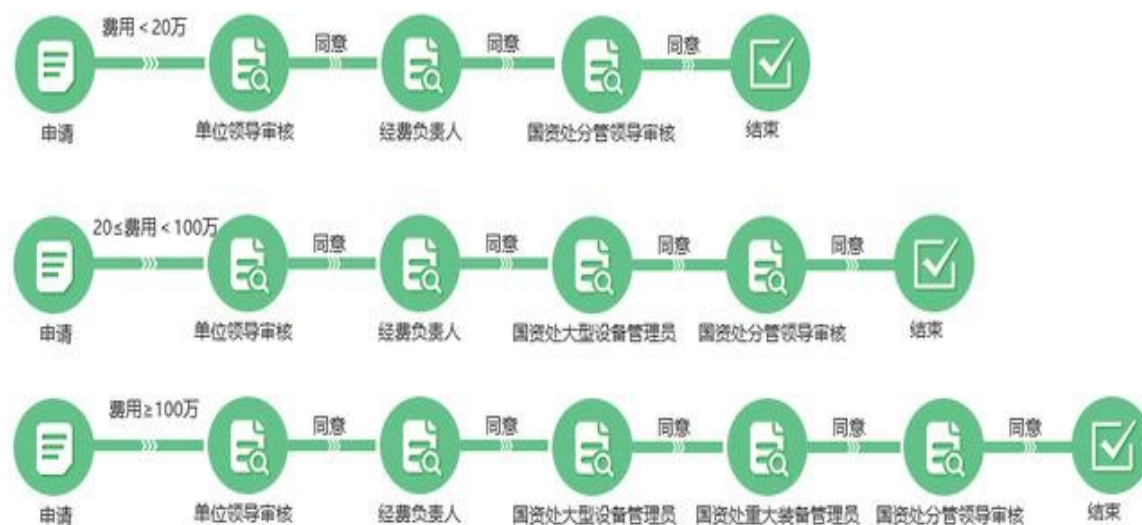 费用＜20万
同意 同意 同意
申请 单位领导审核 经费负责人 国资处分管领导审核 结束
20≤费用＜100万
同意 同意 同意 同意
申请 单位领导审核 经费负责人 国资处大型设备管理员 国资处分管领导审核 结束
费用≥100万
同意 同意 同意 同意 同意
申请 单位领导审核 经费负责人 国资处大型设备管理员 国资处重大装备管理员 国资处分管领导审核 结束